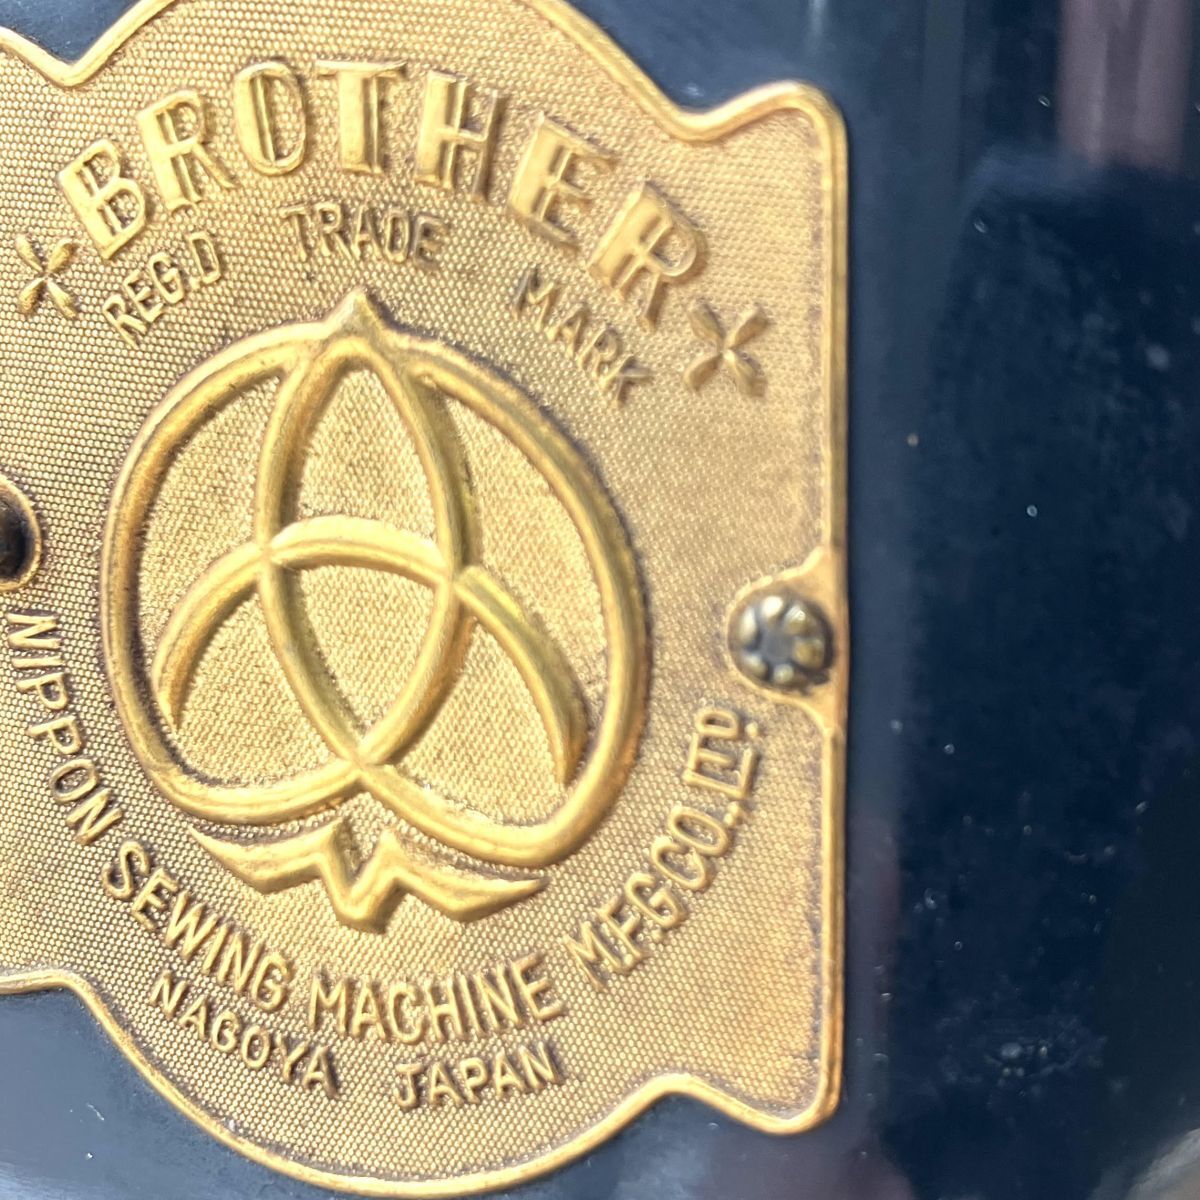 BROTHER
REG.D TRADE MARK
NIPPON SEWING MACHINE M.F.G.CO.LTD.
NAGOYA JAPAN